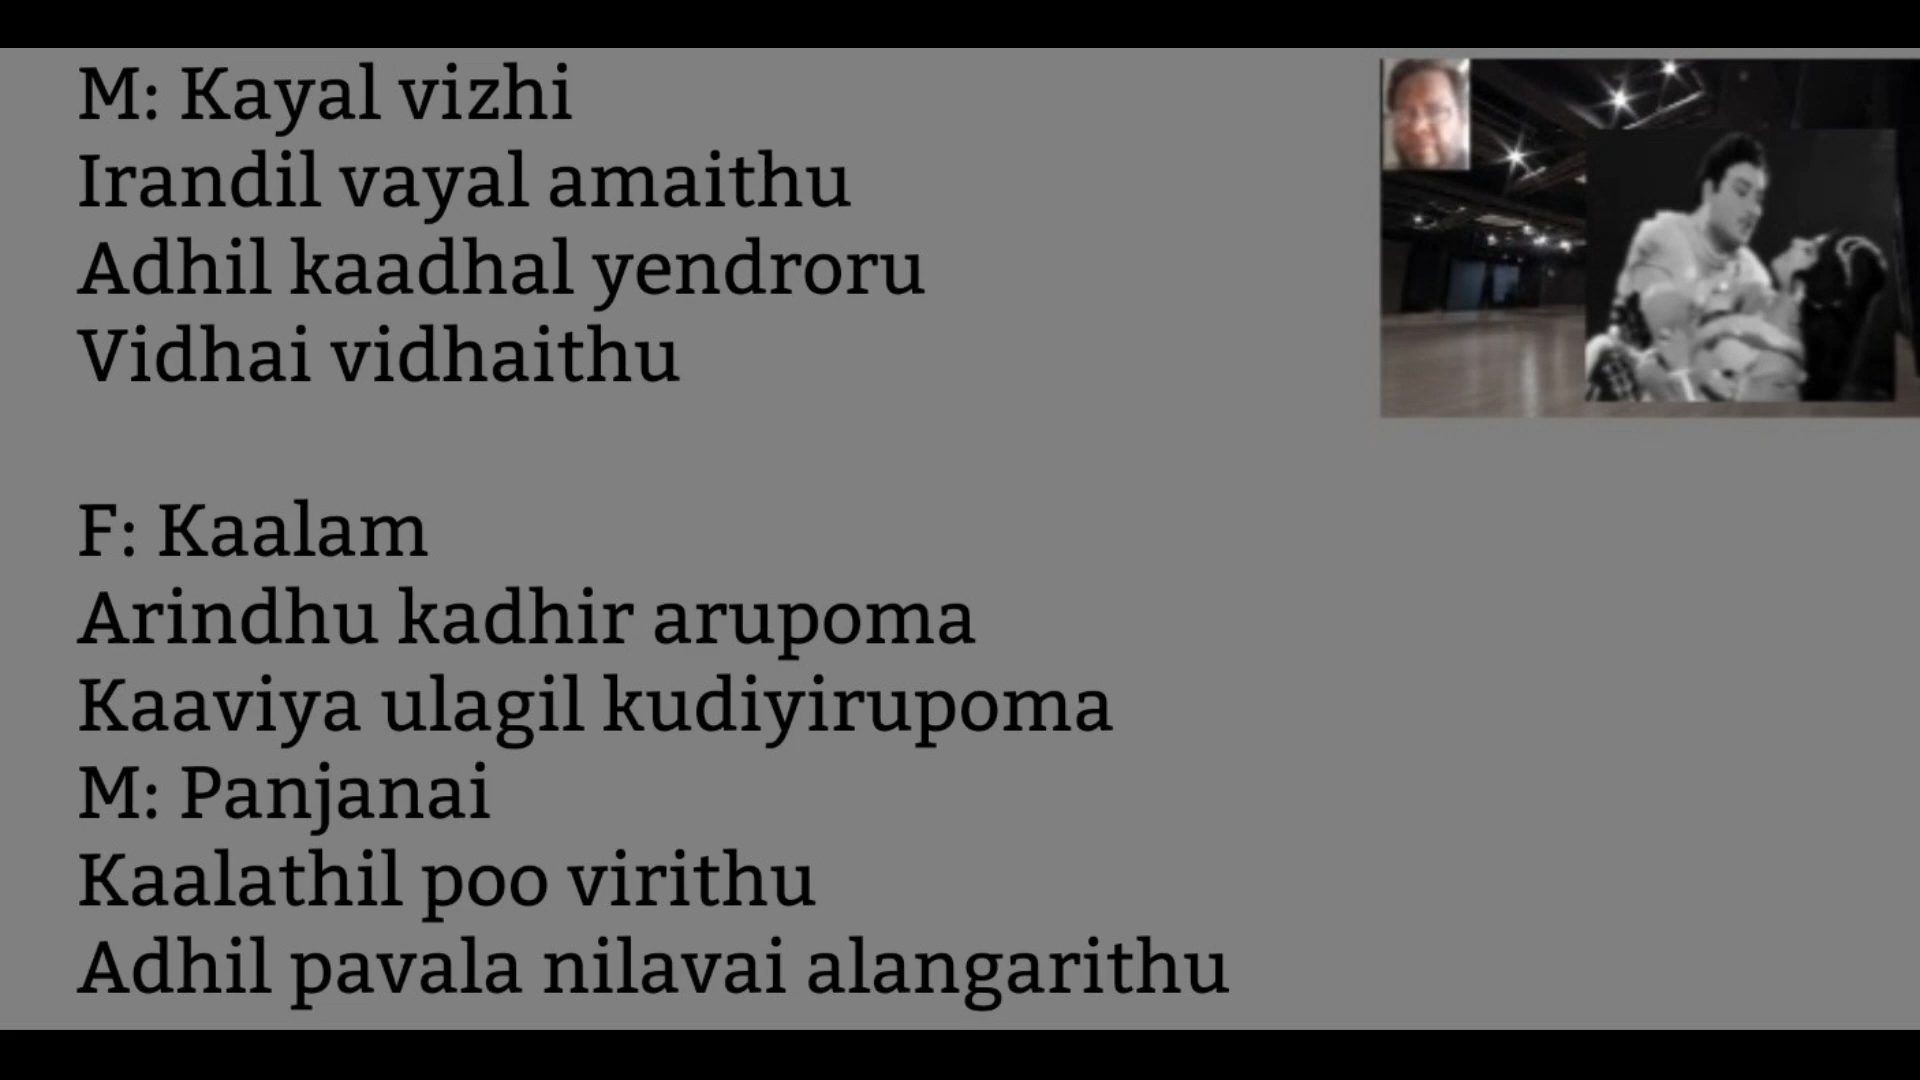 M: Kayal vizhi
Irandil vayal amaithu
Adhil kaadhal yendroru
Vidhai vidhaithu
F: Kaalam
Arindhu kadhir arupoma
Kaaviya ulagil kudiyirupoma
M: Panjanai
Kaalathil poo virithu
Adhil pavala nilavai alangarithu